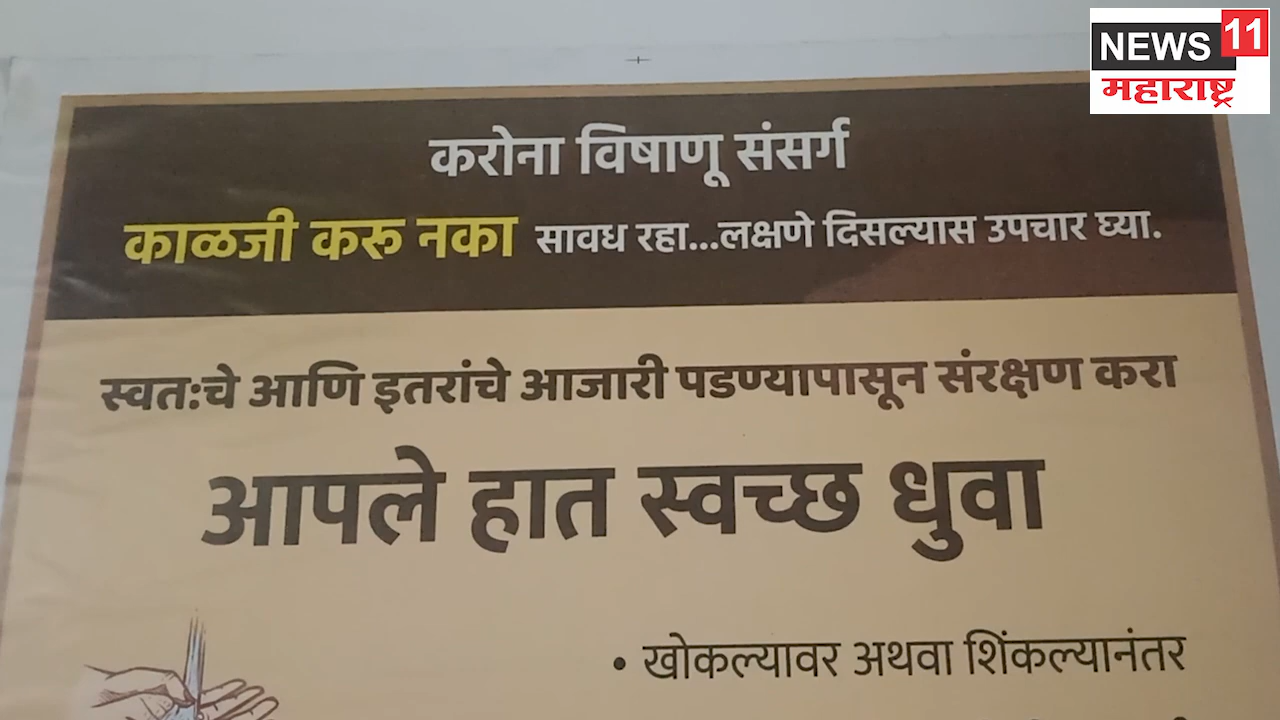 NEWS 11
महाराष्ट्र
करोना विषाणू संसर्ग
काळजी करू नका सावध रहा...लक्षणे दिसल्यास उपचार घ्या.
स्वतःचे आणि इतरांचे आजारी पडण्यापासून संरक्षण करा
आपले हात स्वच्छ धुवा
• खोकल्यावर अथवा शिंकल्यानंतर